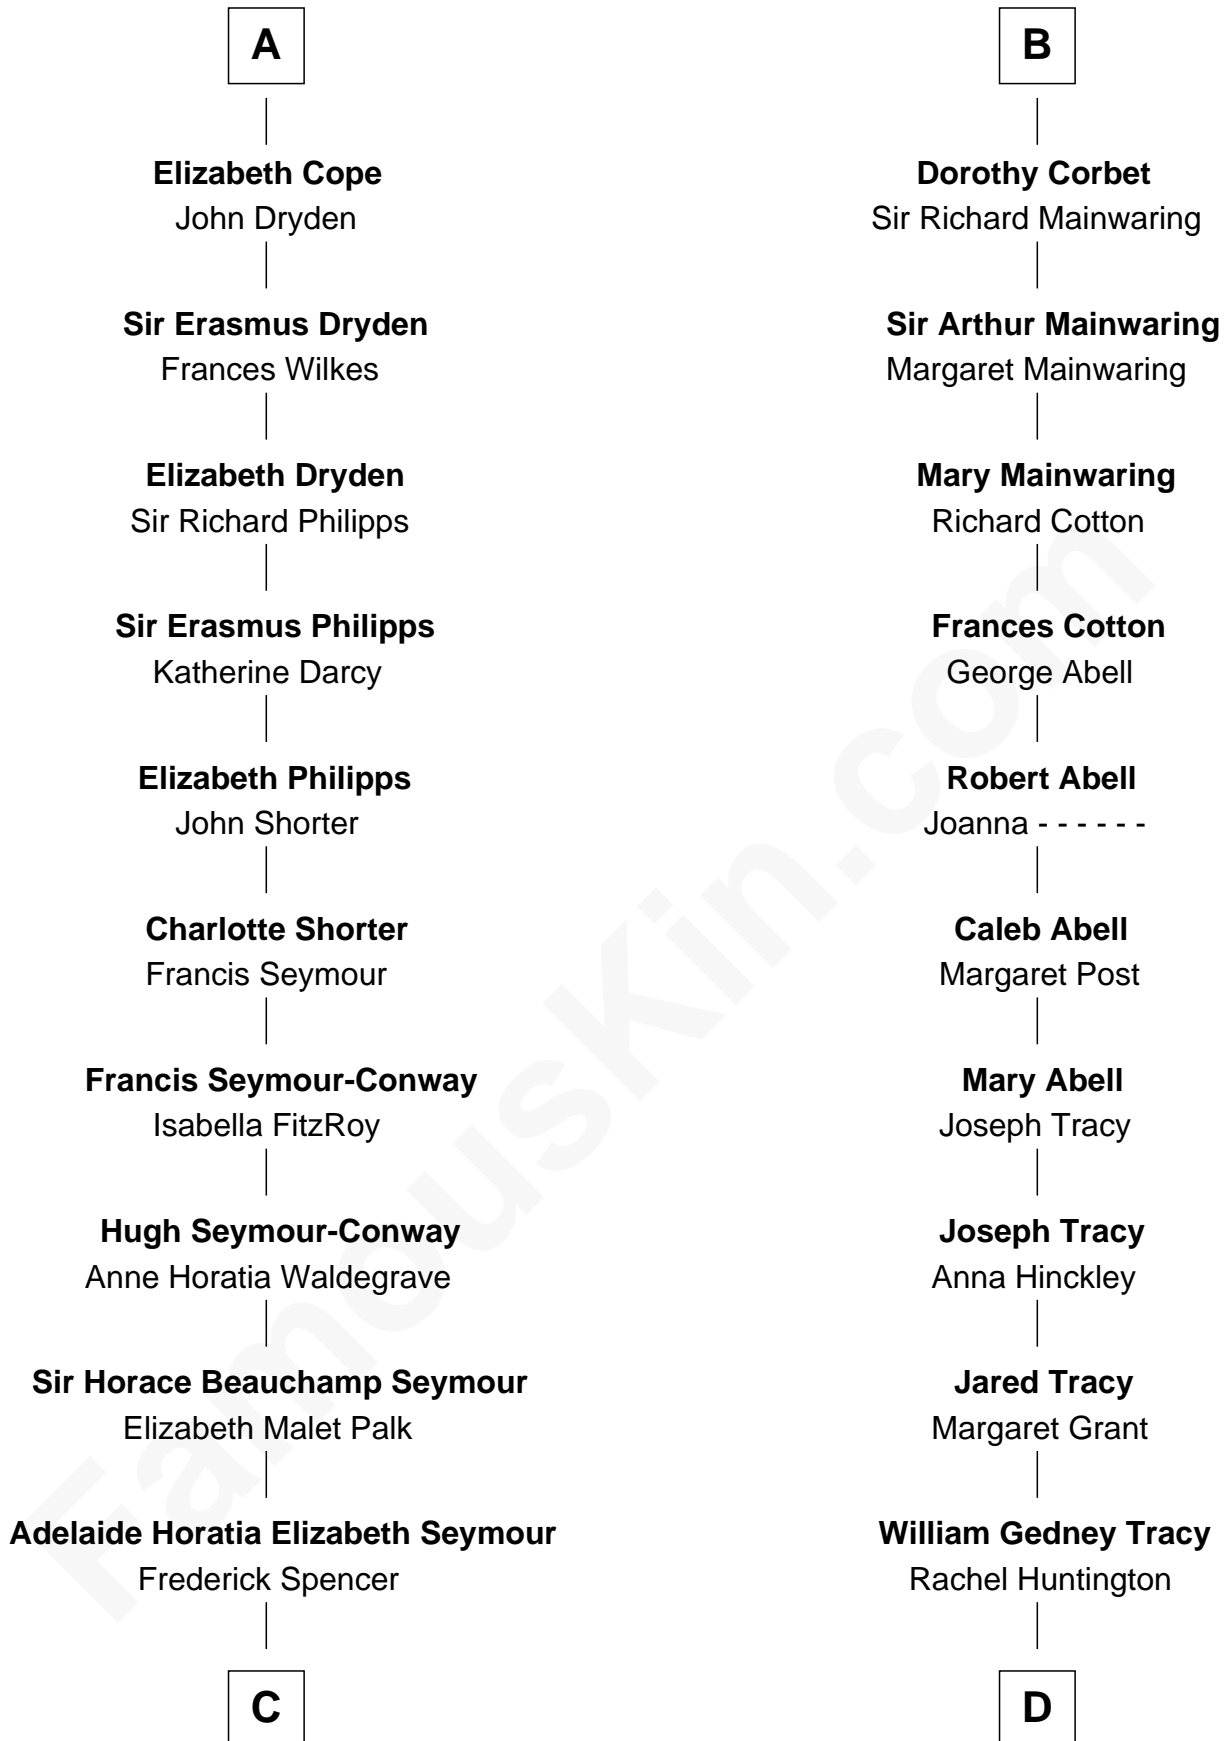 A
Elizabeth Cope
John Dryden
Sir Erasmus Dryden
Frances Wilkes
Elizabeth Dryden
Sir Richard Philipps
Sir Erasmus Philipps
Katherine Darcy
Elizabeth Philipps
John Shorter
Charlotte Shorter
Francis Seymour
Francis Seymour-Conway
Isabella FitzRoy
Hugh Seymour-Conway
Anne Horatia Waldegrave
Sir Horace Beauchamp Seymour
Elizabeth Malet Palk
Adelaide Horatia Elizabeth Seymour
Frederick Spencer
C
B
Dorothy Corbet
Sir Richard Mainwaring
Sir Arthur Mainwaring
Margaret Mainwaring
Mary Mainwaring
Richard Cotton
Frances Cotton
George Abell
Robert Abell
Joanna - - - - - -
Caleb Abell
Margaret Post
Mary Abell
Joseph Tracy
Joseph Tracy
Anna Hinckley
Jared Tracy
Margaret Grant
William Gedney Tracy
Rachel Huntington
D
FamousKin.com